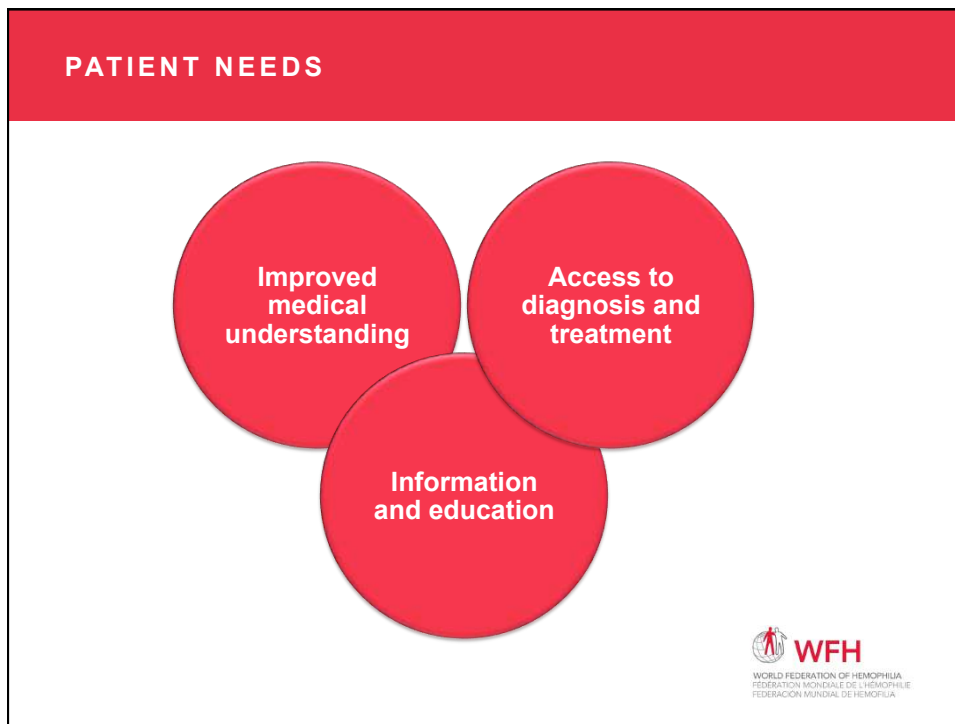 PATIENT NEEDS
Improved
medical
understanding
Access to
diagnosis and
treatment
Information
and education
WFH
WORLD FEDERATION OF HEMOPHILIA
FÉDÉRATION MONDIALE DE L'HÉMOPHILIE
FEDERACIÓN MUNDIAL DE HEMOFILIA